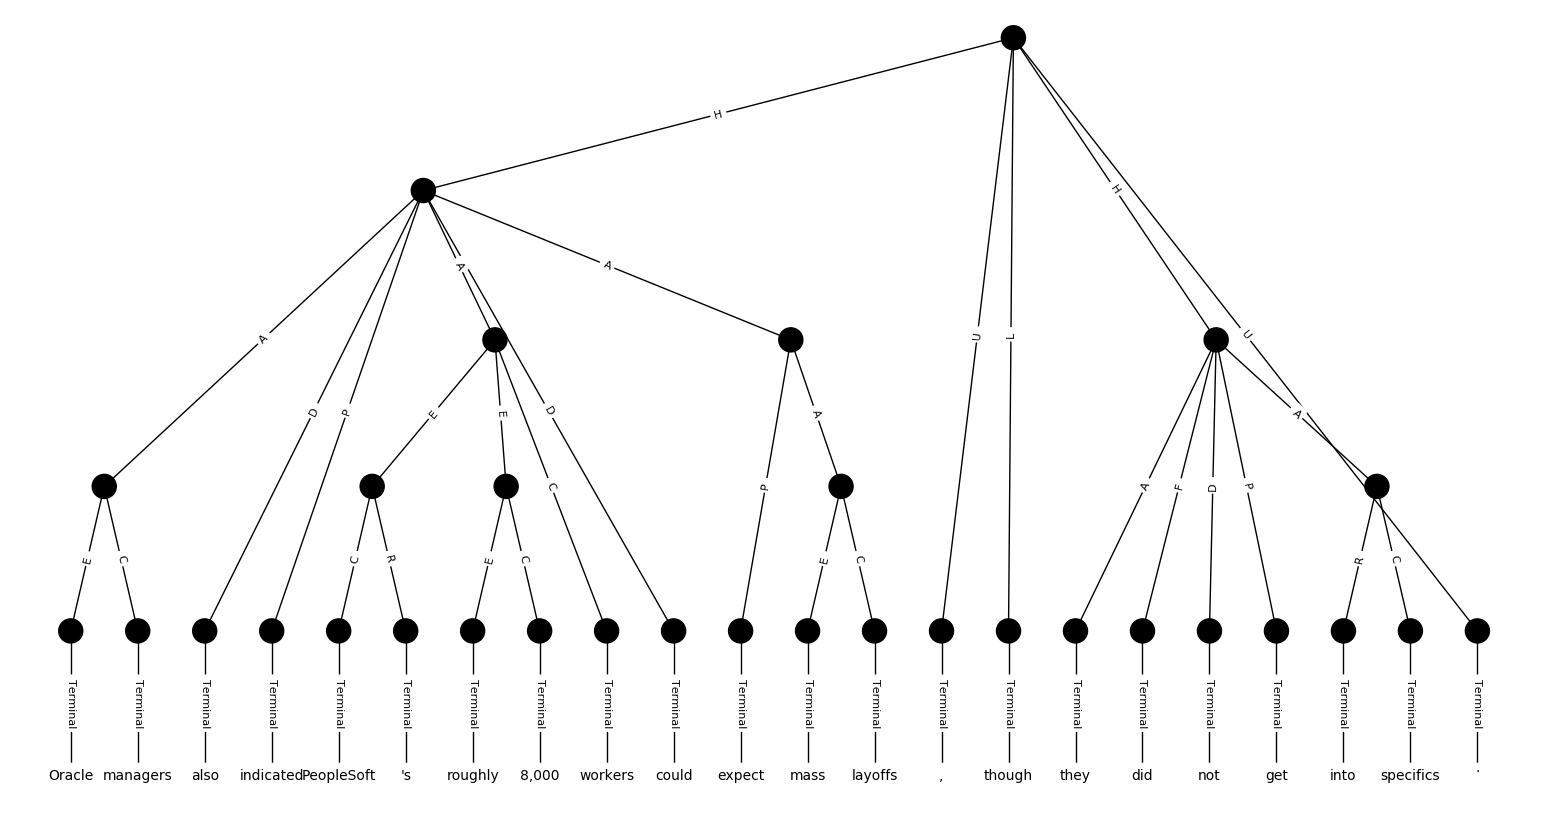 H
A
A
H
A
D
P
E
E
D
U
L
U
A
A
P
C
A
F
D
P
E
C
C
R
E
C
E
C
R
C
Terminal Terminal Terminal Terminal Terminal Terminal Terminal Terminal Terminal Terminal Terminal Terminal Terminal Terminal Terminal Terminal Terminal Terminal Terminal Terminal Terminal Terminal
Oracle managers also indicated PeopleSoft 's roughly 8,000 workers could expect mass layoffs , though they did not get into specifics .